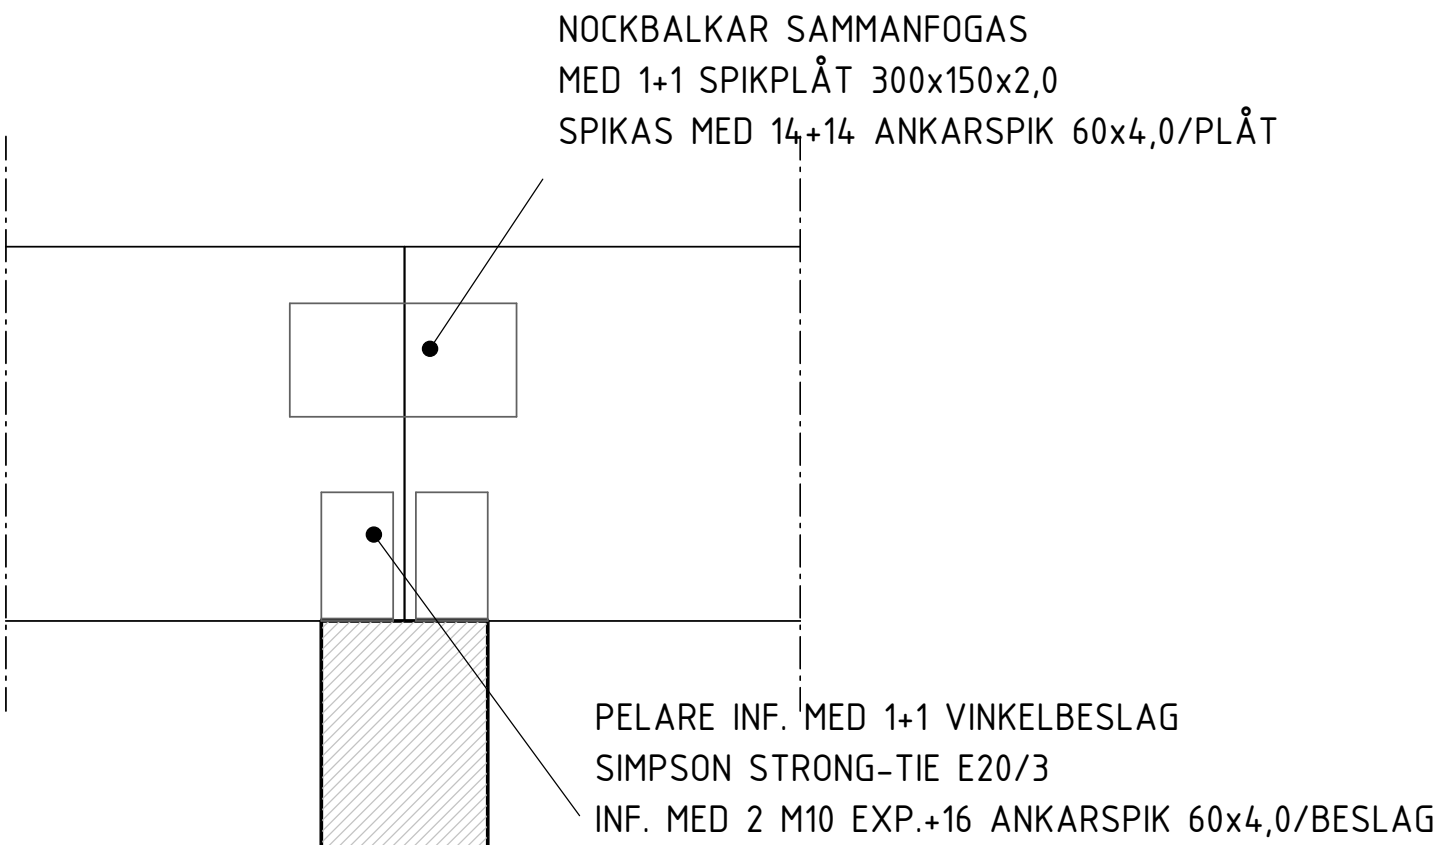 NOCKBALKAR SAMMANFOGAS
MED 1+1 SPIKPLÅT 300x150x2,0
SPIKAS MED 14+14 ANKARSPIK 60x4,0/PLÅT
PELARE INF. MED 1+1 VINKELBESLAG
SIMPSON STRONG-TIE E20/3
INF. MED 2 M10 EXP.+16 ANKARSPIK 60x4,0/BESLAG